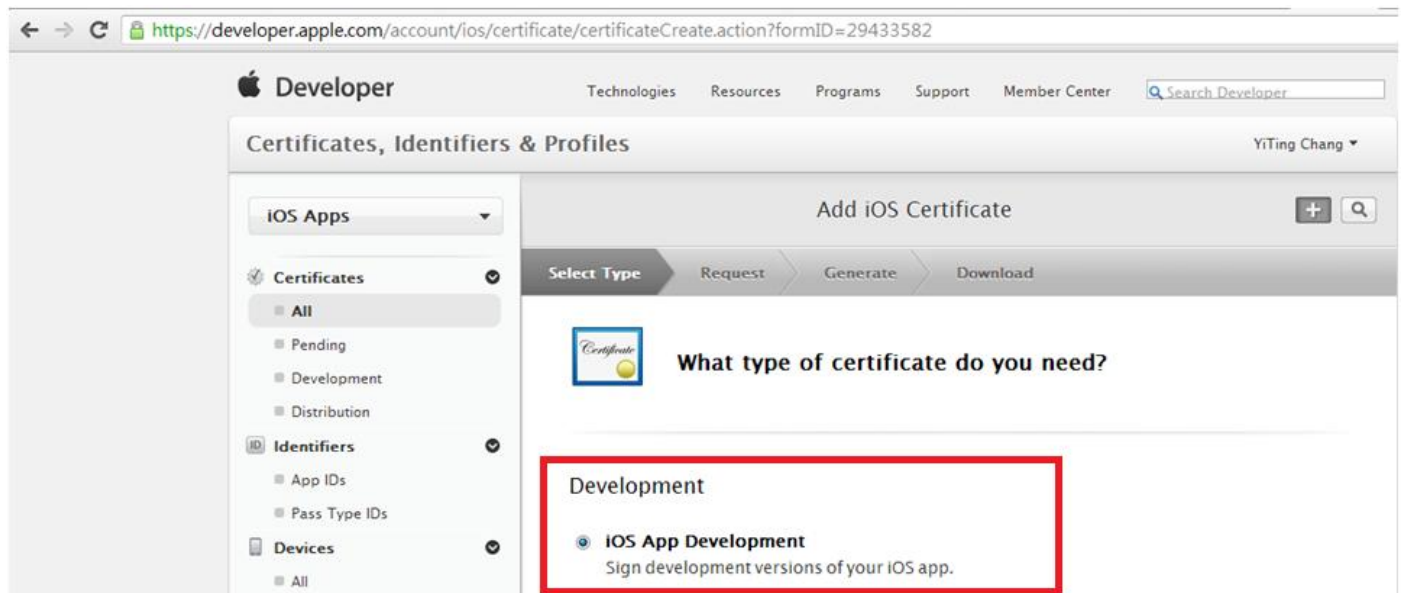 https://developer.apple.com/account/ios/certificate/certificateCreate.action?formID=29433582
Developer
Technologies Resources Programs Support Member Center Search Developer
Certificates, Identifiers & Profiles
YiTing Chang
iOS Apps
Add iOS Certificate
Select Type Request Generate Download
Certificates
All
Pending
Development
Distribution
ID Identifiers
App IDs
Pass Type IDs
Devices
All
Certificate
What type of certificate do you need?
Development
iOS App Development
Sign development versions of your iOS app.